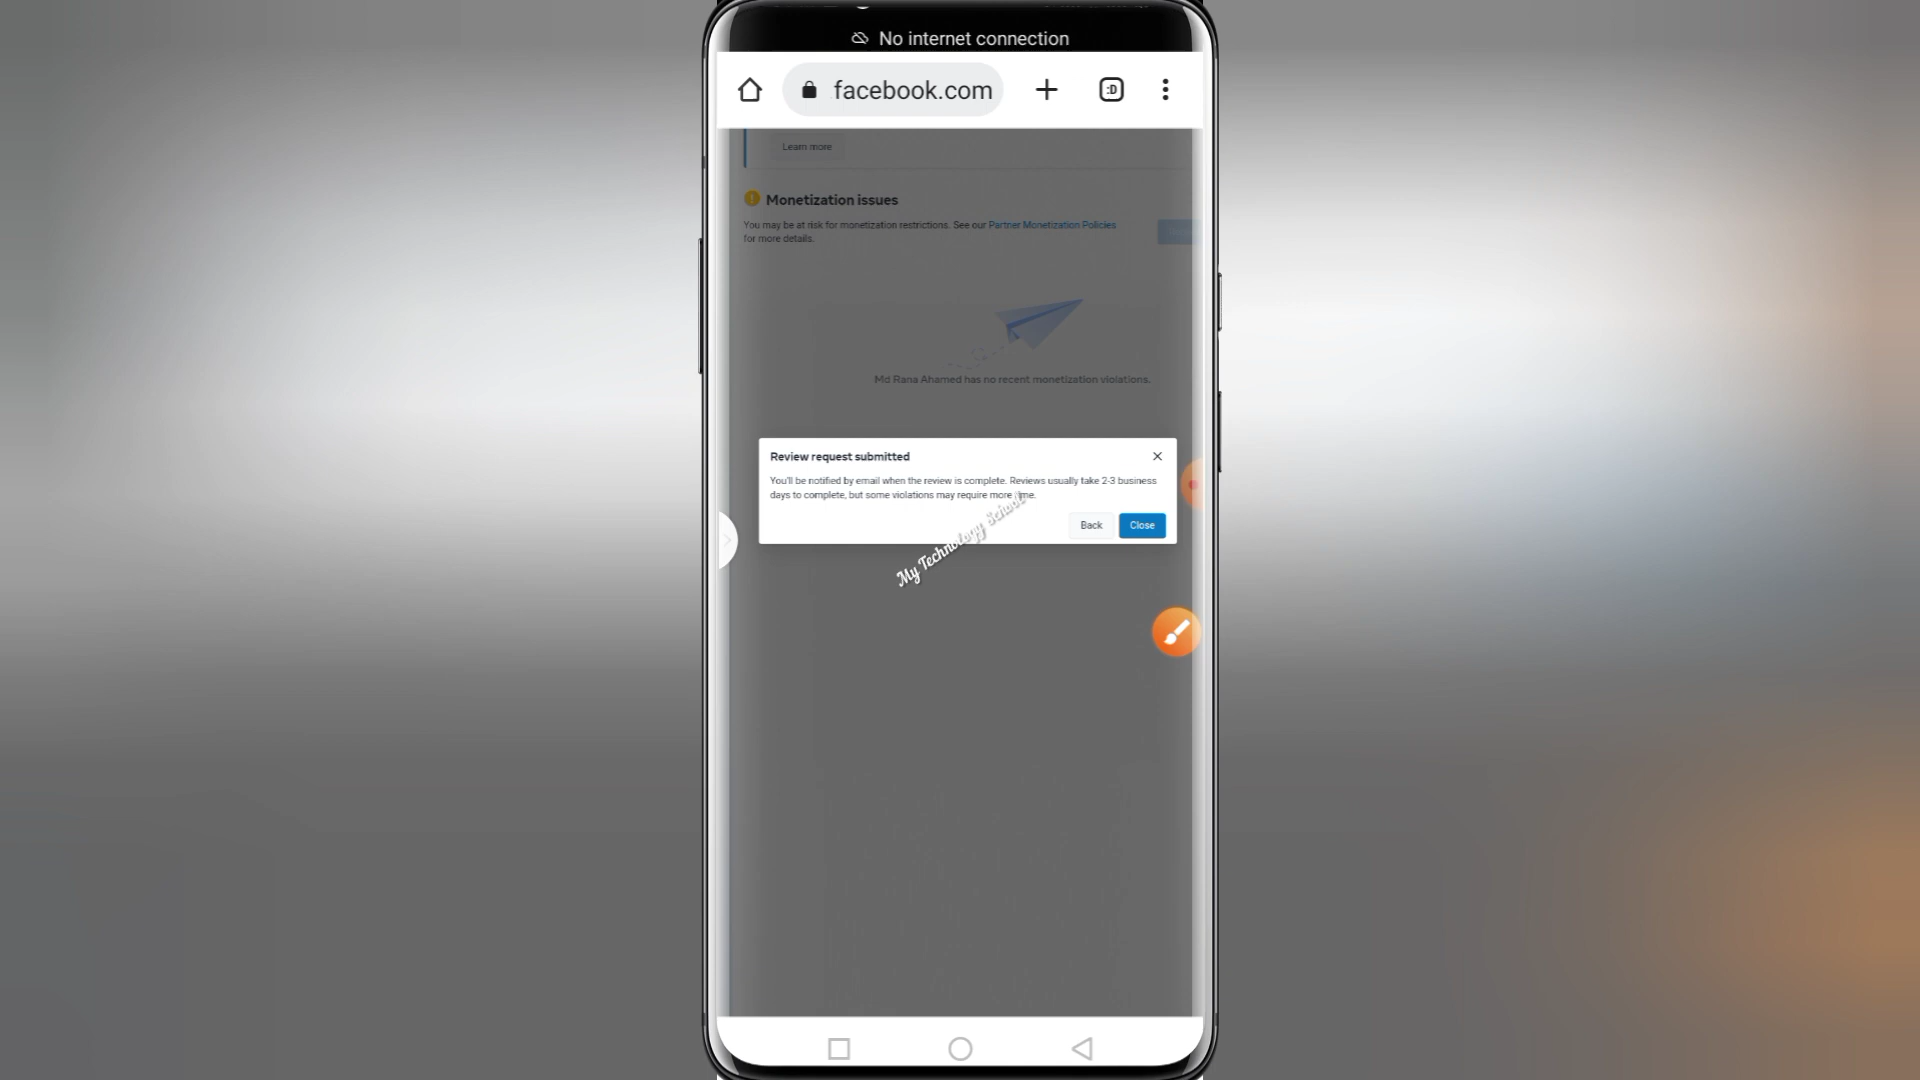 No internet connection
facebook.com
:D
Learn more
Monetization issues
You may be at risk for monetization restrictions. See our Partner Monetization Policies
for more details.
Md Rana Ahamed has no recent monetization violations.
Review request submitted
You'll be notified by email when the review is complete. Reviews usually take 2-3 business
days to complete, but some violations may require more time.
Back
Close
My Technology School